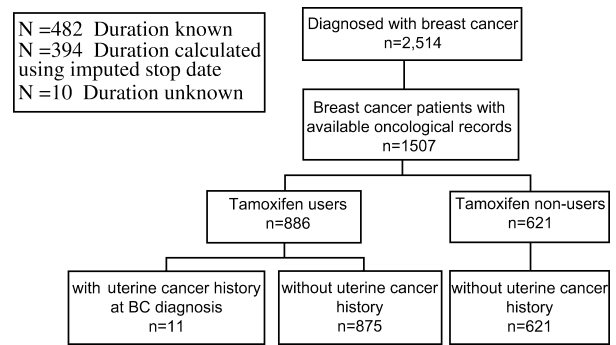 N =482 Duration known
N =394 Duration calculated
using imputed stop date
N =10 Duration unknown
Diagnosed with breast cancer
n=2,514
Breast cancer patients with
available oncological records
n=1507
Tamoxifen users
n=886
Tamoxifen non-users
n=621
with uterine cancer history
at BC diagnosis
n=11
without uterine cancer
history
n=875
without uterine cancer
history
n=621